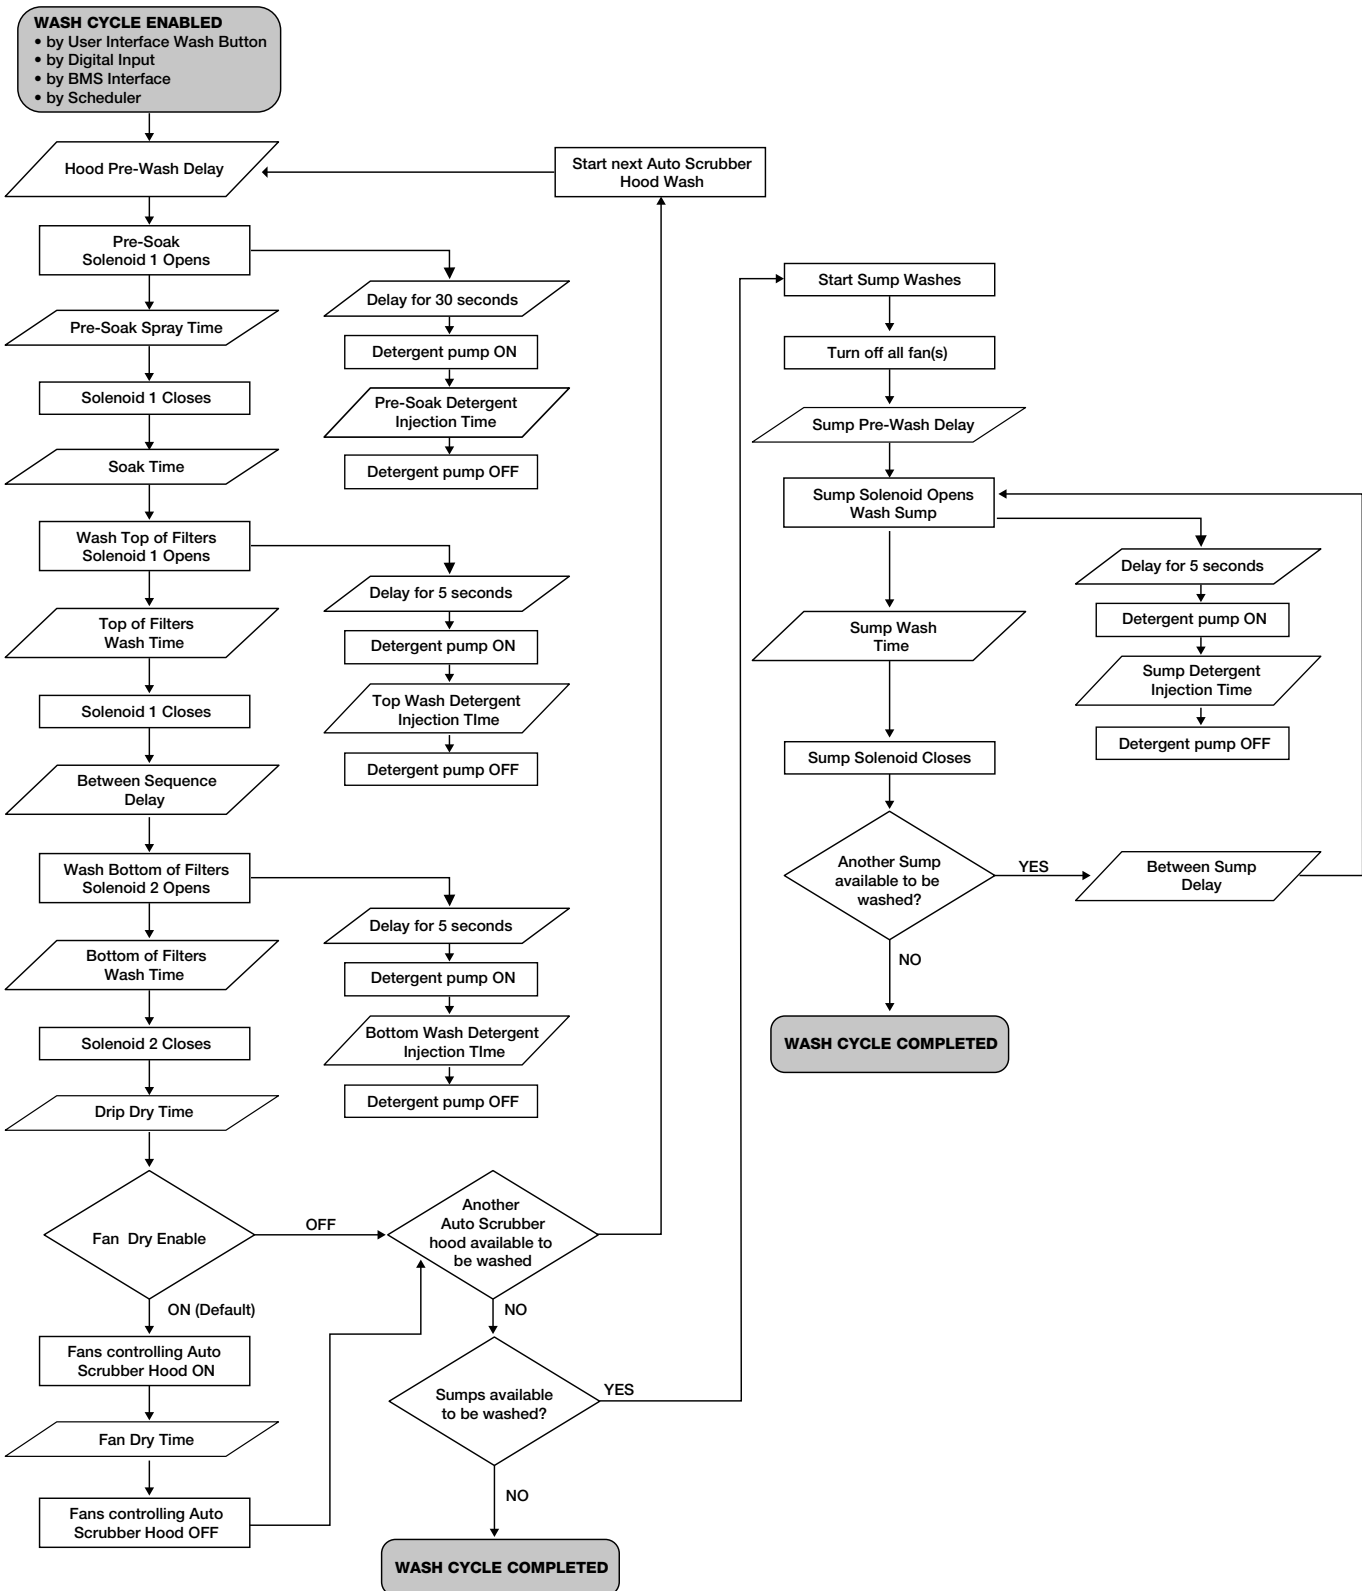 WASH CYCLE ENABLED
• by User Interface Wash Button
• by Digital Input
• by BMS Interface
• by Scheduler
Hood Pre-Wash Delay
Start next Auto Scrubber
Hood Wash
Pre-Soak
Solenoid 1 Opens
Delay for 30 seconds
Pre-Soak Spray Time
Detergent pump ON
Solenoid 1 Closes
Pre-Soak Detergent
Injection Time
Soak Time
Detergent pump OFF
Wash Top of Filters
Solenoid 1 Opens
Delay for 5 seconds
Top of Filters
Wash Time
Detergent pump ON
Solenoid 1 Closes
Top Wash Detergent
Injection TIme
Detergent pump OFF
Between Sequence
Delay
Wash Bottom of Filters
Solenoid 2 Opens
Delay for 5 seconds
Bottom of Filters
Wash Time
Detergent pump ON
Solenoid 2 Closes
Bottom Wash Detergent
Injection TIme
Drip Dry Time
Detergent pump OFF
Fan Dry Enable
OFF
ON (Default)
Fans controlling Auto
Scrubber Hood ON
Fan Dry Time
Fans controlling Auto
Scrubber Hood OFF
Another
Auto Scrubber
hood available to
be washed
NO
Sumps available
to be washed?
YES
NO
WASH CYCLE COMPLETED
Start Sump Washes
Turn off all fan(s)
Sump Pre-Wash Delay
Sump Solenoid Opens
Wash Sump
Delay for 5 seconds
Detergent pump ON
Sump Wash
Time
Sump Detergent
Injection Time
Detergent pump OFF
Sump Solenoid Closes
Another Sump
available to be
washed?
YES
Between Sump
Delay
NO
WASH CYCLE COMPLETED